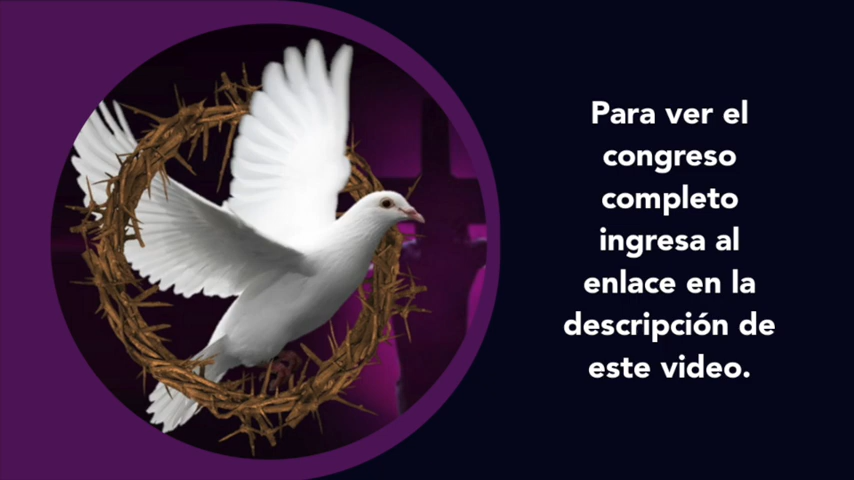 Para ver el
congreso
completo
ingresa al
enlace en la
descripción de
este video.